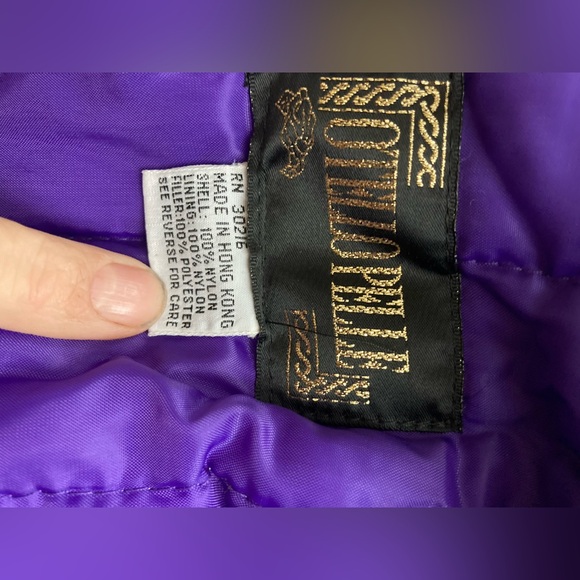 OTELLO PELLE
RN 30216
MADE IN HONG KONG
SHELL: 100% NYLON
LINING: 100% NYLON
FILLER:100% POLYESTER
SEE REVERSE FOR CARE